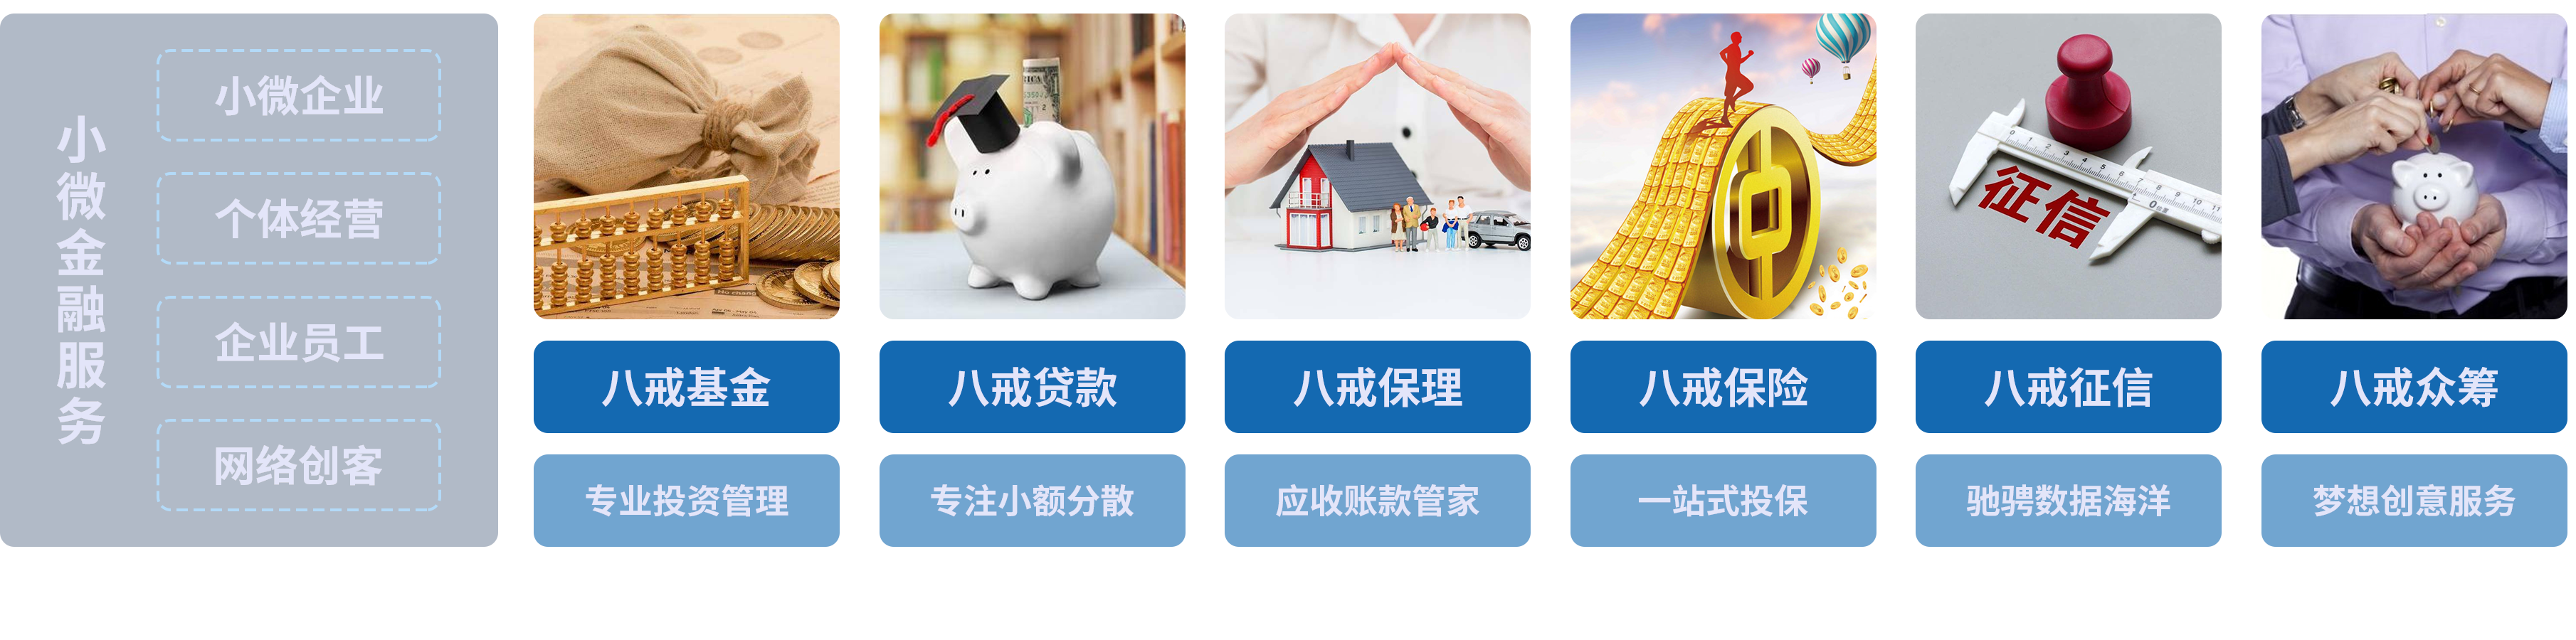 小微金融服务
小微企业
个体经营
企业员工
网络创客
征信
八戒基金
八戒贷款
八戒保理
八戒保险
八戒征信
八戒众筹
专业投资管理
专注小额分散
应收账款管家
一站式投保
驰骋数据海洋
梦想创意服务